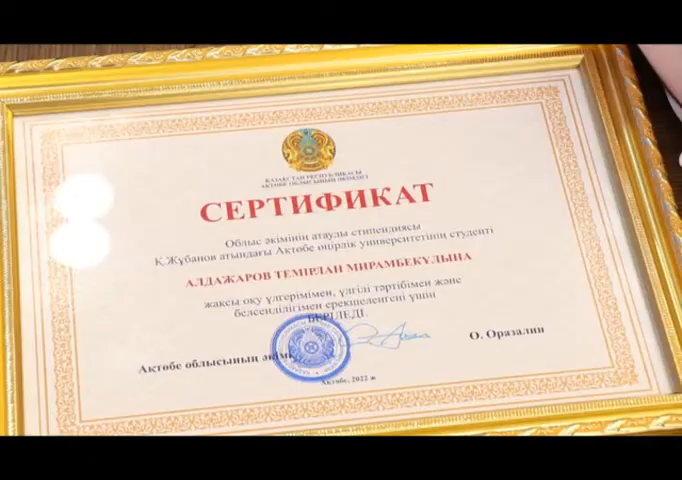 ҚАЗАҚСТАН РЕСПУБЛИКАСЫ
АҚТӨБЕ ОБЛЫСЫНЫҢ ӘКІМДІГІ
СЕРТИФИКАТ
Облыс әкімінің атаулы стипендиясы
Қ.Жұбанов атындағы Ақтөбе өңірлік университетінің студенті
АЛДАЖАРОВ ТЕМІРЛАН МИРАМБЕКҰЛЫНА
жақсы оқу үлгерімімен, үлгілі тәртібімен және
белсенділігімен ерекшеленгені үшін
БЕРІЛЕДІ.
Ақтөбе облысының әкімі О. Оразалин
Ақтөбе, 2022 ж